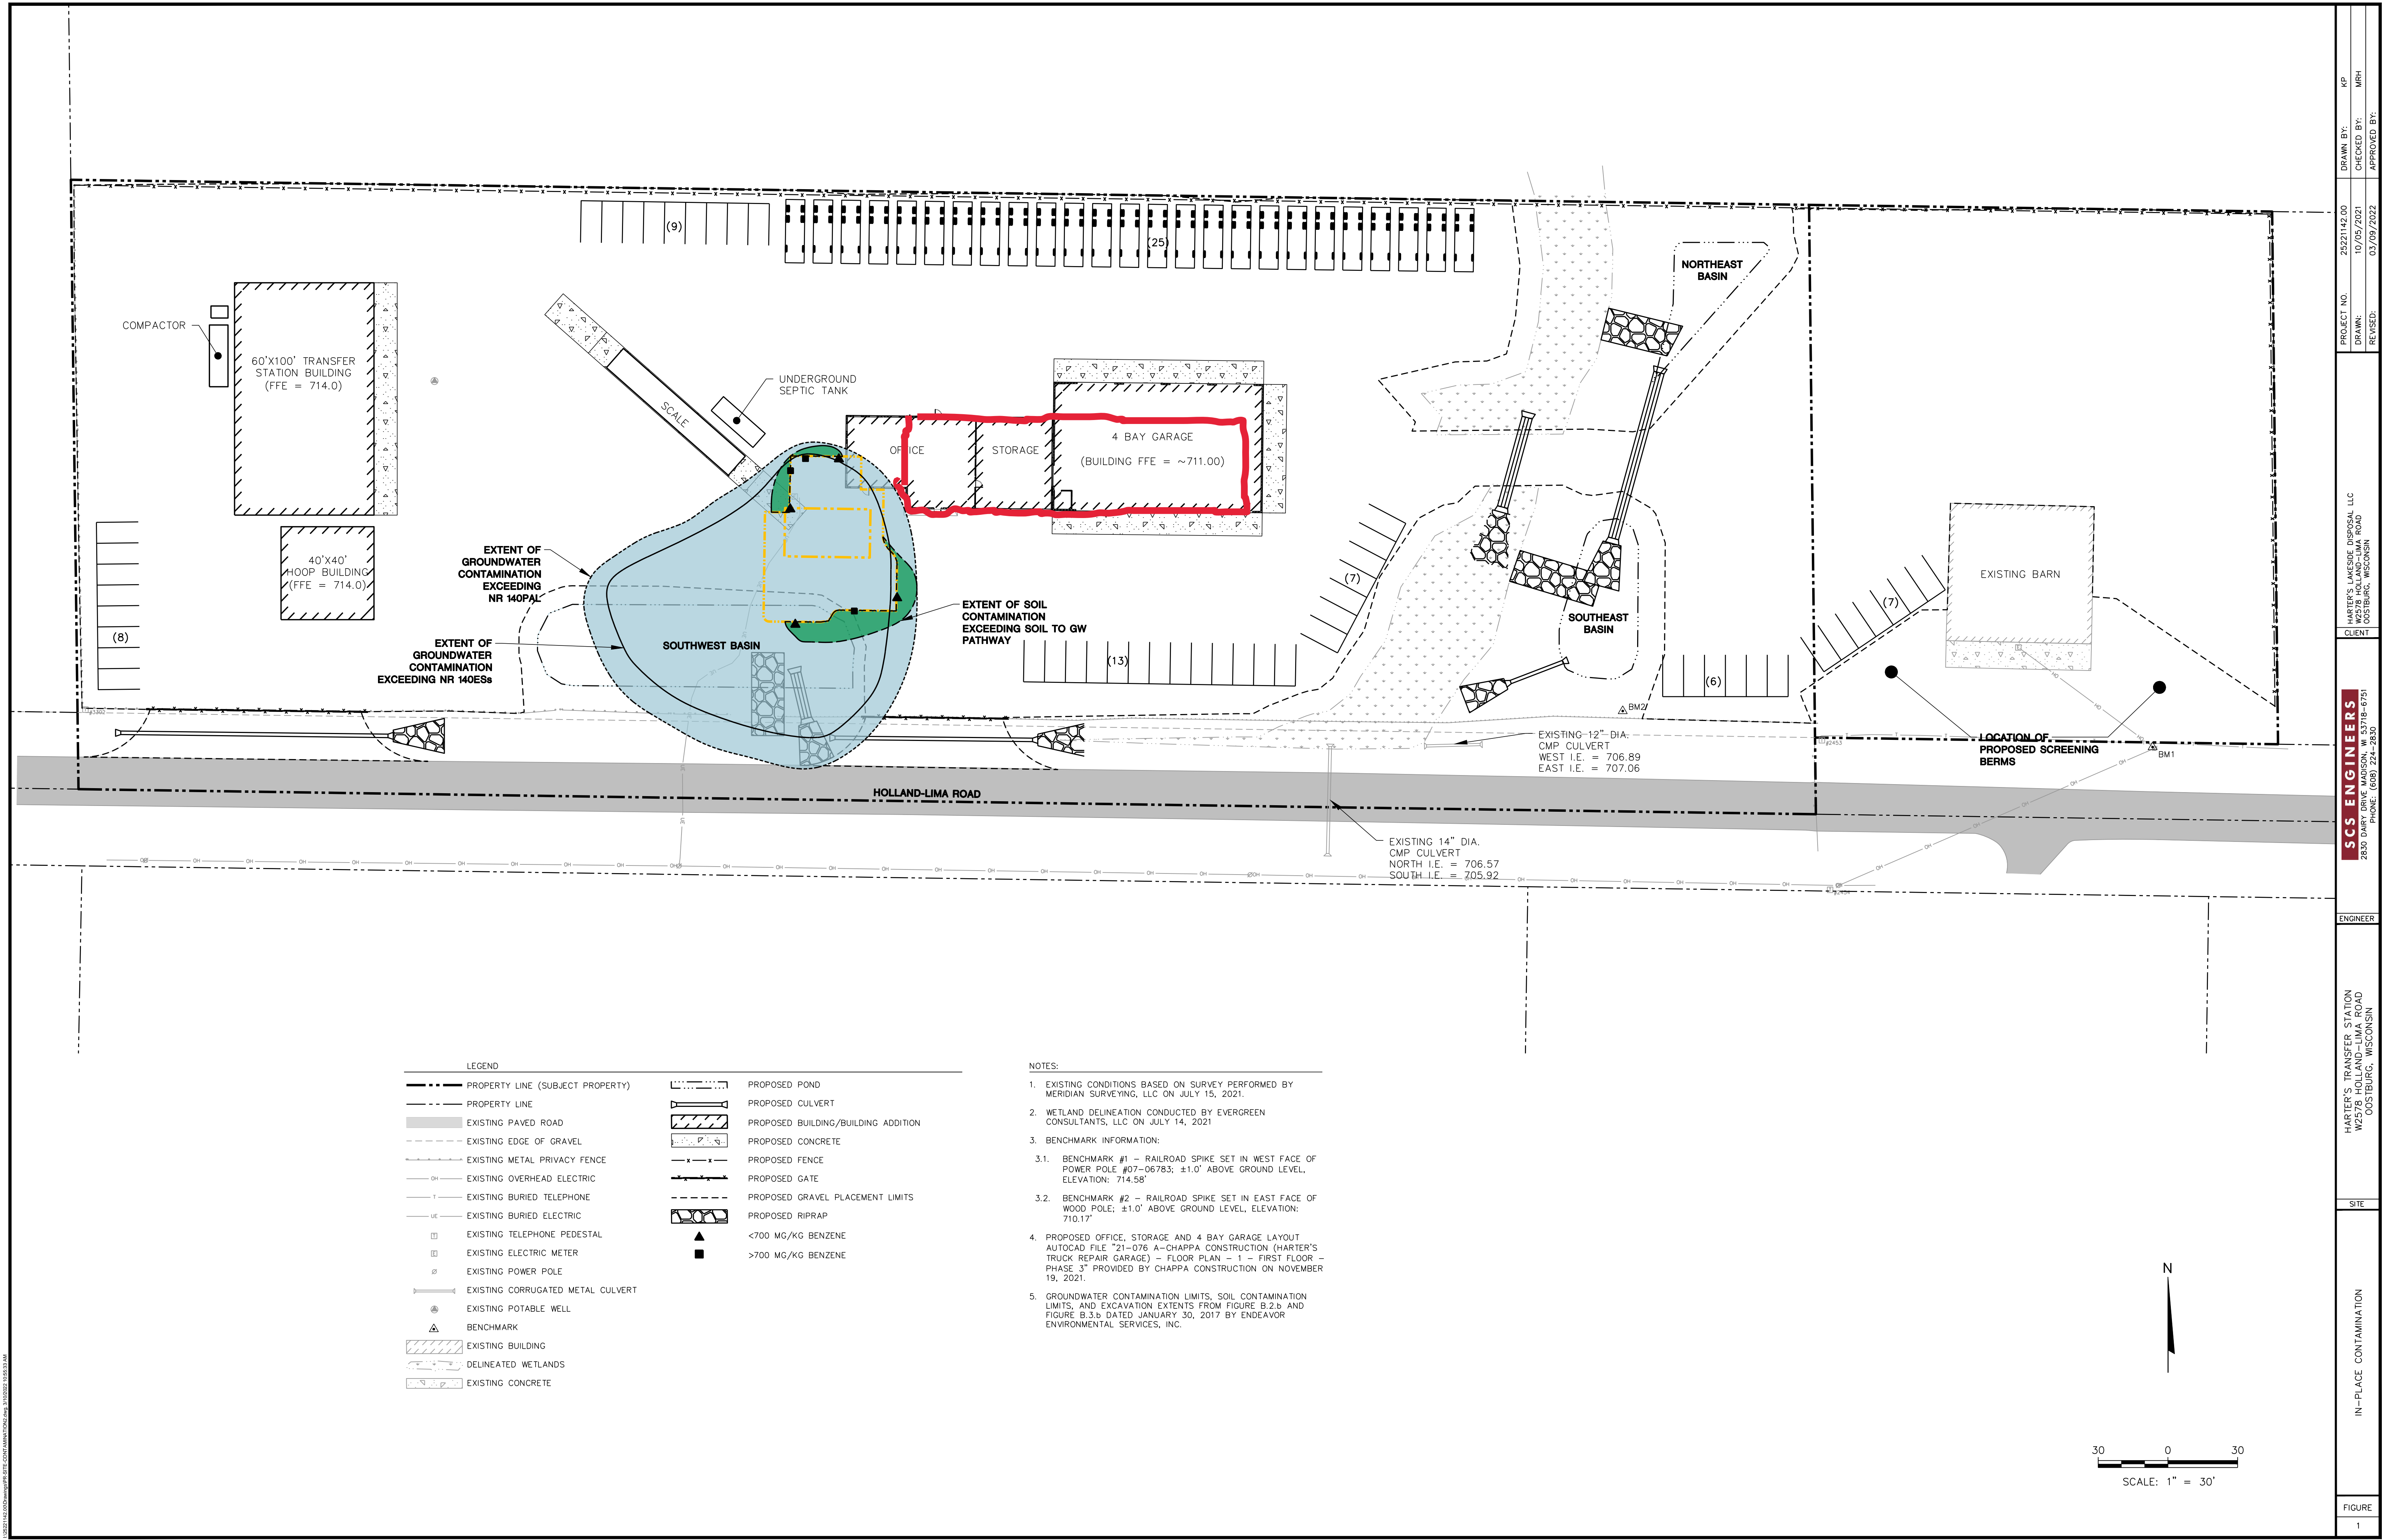 (9)
(25)
NORTHEAST
BASIN
COMPACTOR
60'X100' TRANSFER
STATION BUILDING
(FFE = 714.0)
SCALE
UNDERGROUND
SEPTIC TANK
OFFICE
STORAGE
4 BAY GARAGE
(BUILDING FFE = ~711.00)
40'X40'
HOOP BUILDING
(FFE = 714.0)
(8)
EXTENT OF
GROUNDWATER
CONTAMINATION
EXCEEDING
NR 140PAL
EXTENT OF
GROUNDWATER
CONTAMINATION
EXCEEDING NR 140ESs
SOUTHWEST BASIN
EXTENT OF SOIL
CONTAMINATION
EXCEEDING SOIL TO GW
PATHWAY
(13)
(7)
SOUTHEAST
BASIN
(6)
(7)
EXISTING BARN
BM2
BM1
#2453
LOCATION OF
PROPOSED SCREENING
BERMS
EXISTING 12" DIA.
CMP CULVERT
WEST I.E. = 706.89
EAST I.E. = 707.06
HOLLAND-LIMA ROAD
EXISTING 14" DIA.
CMP CULVERT
NORTH I.E. = 706.57
SOUTH I.E. = 705.92
LEGEND
PROPERTY LINE (SUBJECT PROPERTY)
PROPERTY LINE
EXISTING PAVED ROAD
EXISTING EDGE OF GRAVEL
EXISTING METAL PRIVACY FENCE
OH EXISTING OVERHEAD ELECTRIC
T EXISTING BURIED TELEPHONE
UE EXISTING BURIED ELECTRIC
T EXISTING TELEPHONE PEDESTAL
E EXISTING ELECTRIC METER
EXISTING POWER POLE
EXISTING CORRUGATED METAL CULVERT
EXISTING POTABLE WELL
BENCHMARK
EXISTING BUILDING
DELINEATED WETLANDS
EXISTING CONCRETE
PROPOSED POND
PROPOSED CULVERT
PROPOSED BUILDING/BUILDING ADDITION
PROPOSED CONCRETE
PROPOSED FENCE
PROPOSED GATE
PROPOSED GRAVEL PLACEMENT LIMITS
PROPOSED RIPRAP
<700 MG/KG BENZENE
>700 MG/KG BENZENE
NOTES:
1. EXISTING CONDITIONS BASED ON SURVEY PERFORMED BY
MERIDIAN SURVEYING, LLC ON JULY 15, 2021.
2. WETLAND DELINEATION CONDUCTED BY EVERGREEN
CONSULTANTS, LLC ON JULY 14, 2021
3. BENCHMARK INFORMATION:
3.1. BENCHMARK #1 - RAILROAD SPIKE SET IN WEST FACE OF
POWER POLE #07-06783; ±1.0' ABOVE GROUND LEVEL,
ELEVATION: 714.58'
3.2. BENCHMARK #2 - RAILROAD SPIKE SET IN EAST FACE OF
WOOD POLE; ±1.0' ABOVE GROUND LEVEL, ELEVATION:
710.17'
4. PROPOSED OFFICE, STORAGE AND 4 BAY GARAGE LAYOUT
AUTOCAD FILE "21-076 A-CHAPPA CONSTRUCTION (HARTER'S
TRUCK REPAIR GARAGE) - FLOOR PLAN - 1 - FIRST FLOOR -
PHASE 3" PROVIDED BY CHAPPA CONSTRUCTION ON NOVEMBER
19, 2021.
5. GROUNDWATER CONTAMINATION LIMITS, SOIL CONTAMINATION
LIMITS, AND EXCAVATION EXTENTS FROM FIGURE B.2.b AND
FIGURE B.3.b DATED JANUARY 30, 2017 BY ENDEAVOR
ENVIRONMENTAL SERVICES, INC.
N
30 0 30
SCALE: 1" = 30'
PROJECT NO. 25221142.00
DRAWN: 10/05/2021
REVISED: 03/09/2022
DRAWN BY: KP
CHECKED BY: MRH
APPROVED BY:
HARTER'S LAKESIDE DISPOSAL LLC
W2578 HOLLAND-LIMA ROAD
OOSTBURG, WISCONSIN
CLIENT
SCS ENGINEERS
2830 DAIRY DRIVE MADISON, WI 53718-6751
PHONE: (608) 224-2830
ENGINEER
HARTER'S TRANSFER STATION
W2578 HOLLAND-LIMA ROAD
OOSTBURG, WISCONSIN
SITE
IN-PLACE CONTAMINATION
FIGURE
1